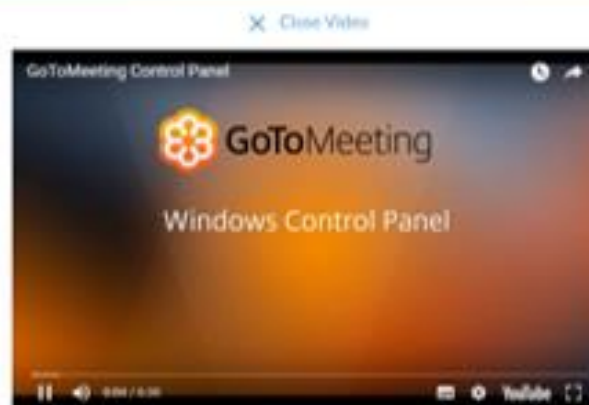 Close Video
GoToMeeting Control Panel
GoToMeeting
Windows Control Panel
YouTube